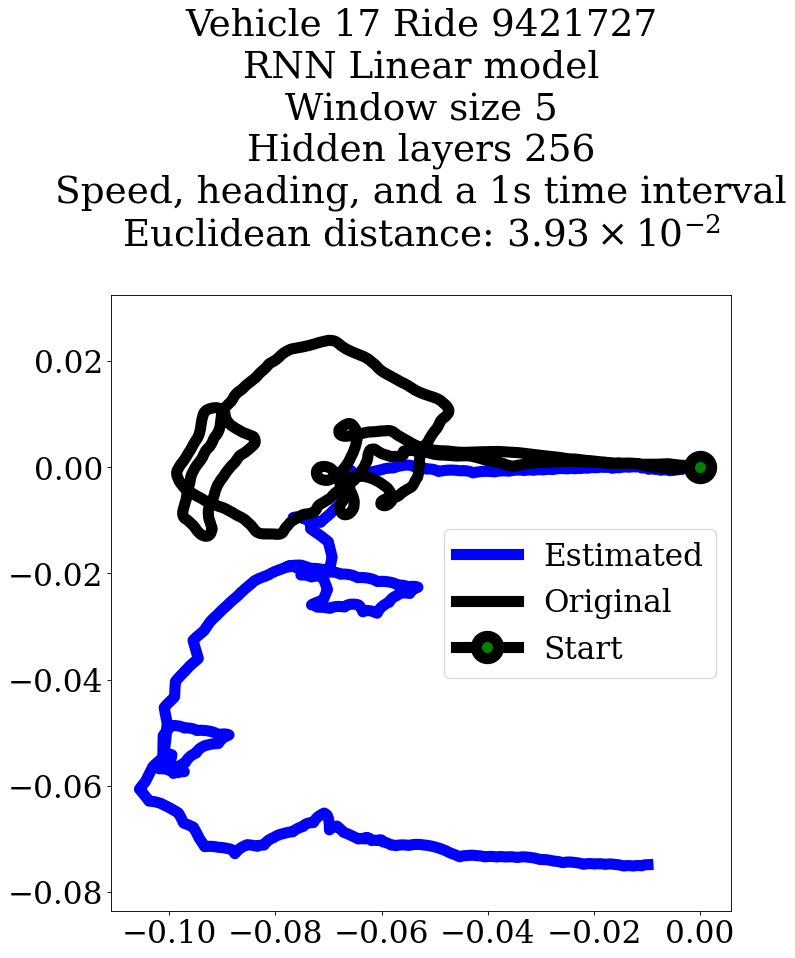 Vehicle 17 Ride 9421727
RNN Linear model
Window size 5
Hidden layers 256
Speed, heading, and a 1s time interval
Euclidean distance: 3.93 × 10⁻²
0.02
0.00
−0.02
−0.04
−0.06
−0.08
Estimated
Original
Start
−0.10 −0.08 −0.06 −0.04 −0.02 0.00